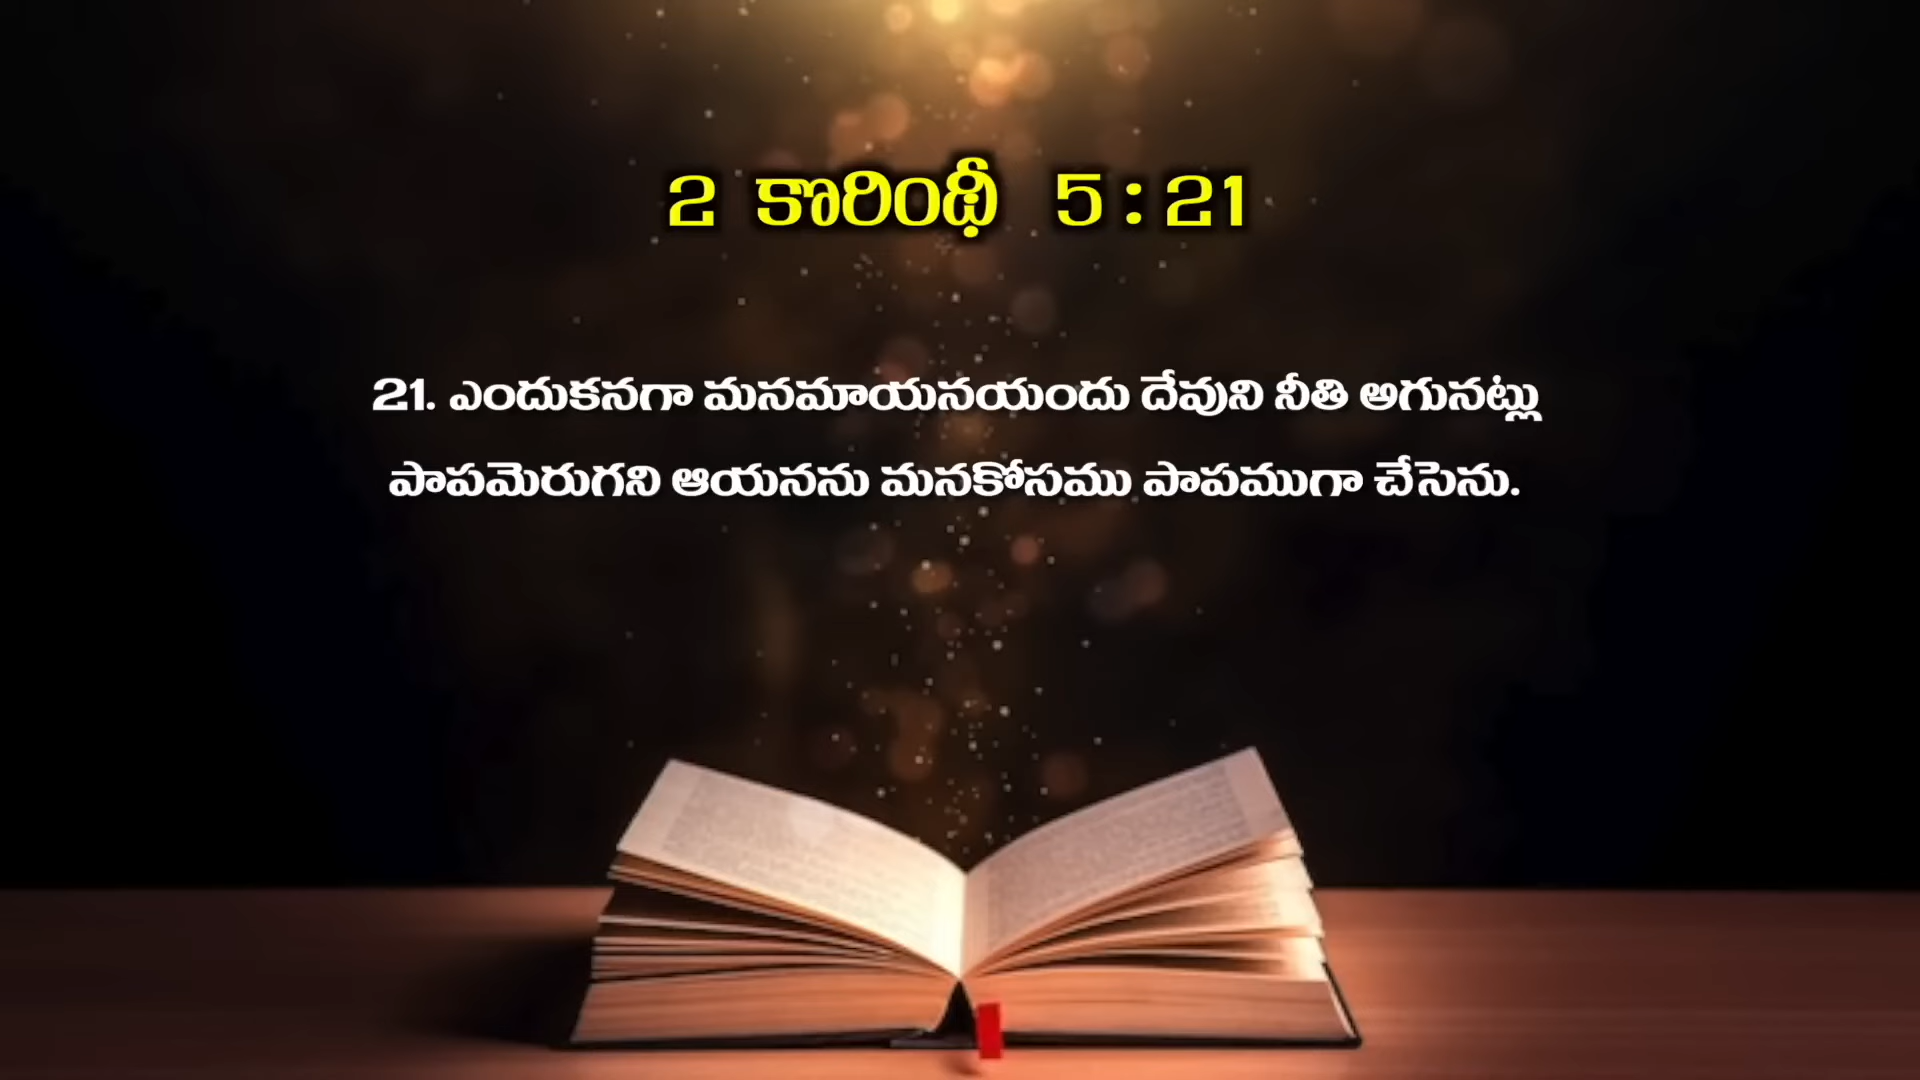 2 కొరింథీ 5:21
21. ఎందుకనగా మనమాయనయందు దేవుని నీతి అగునట్లు
పాపమెరుగని ఆయనను మనకోసము పాపముగా చేసెను.